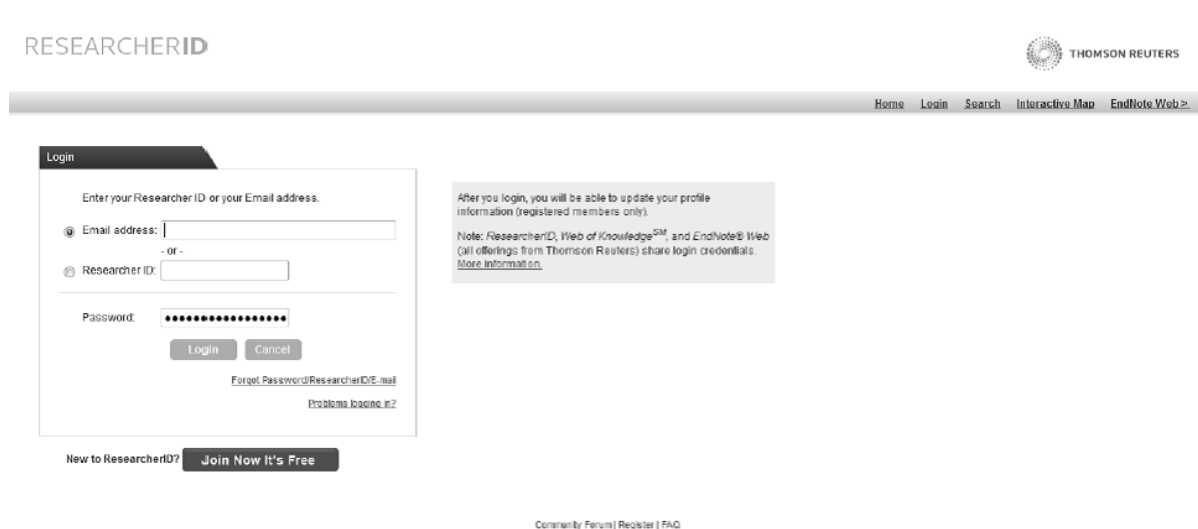 RESEARCHERID
THOMSON REUTERS
Home Login Search Interactive Map EndNote Web >
Login
Enter your Researcher ID or your Email address.
Email address:
- or -
Researcher ID:
Password:
Login Cancel
Forgot Password/ResearcherID/E-mail
Problems logging in?
After you login, you will be able to update your profile
information (registered members only).
Note: ResearcherID, Web of Knowledge℠, and EndNote® Web
(all offerings from Thomson Reuters) share login credentials.
More information.
New to ResearcherID? Join Now It's Free
Community Forum | Register | FAQ